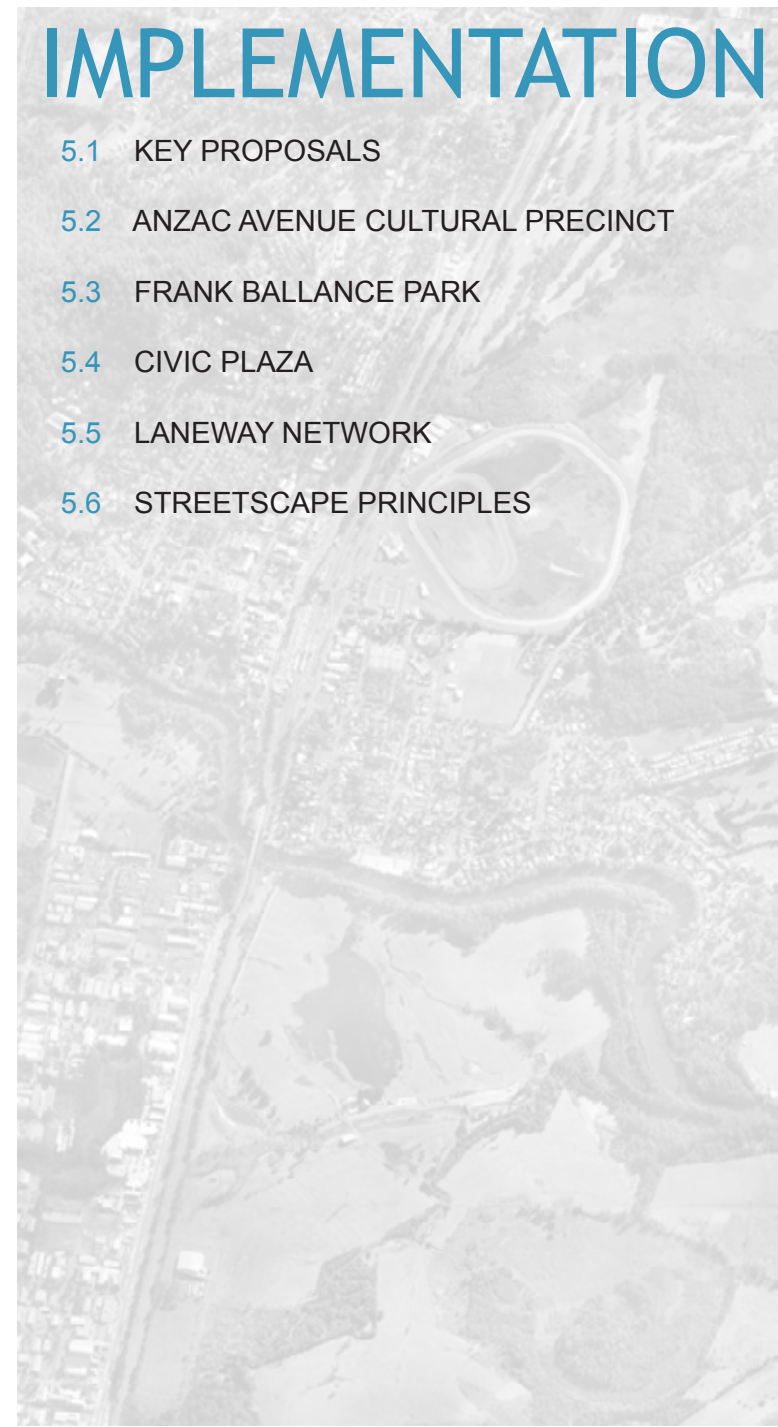 IMPLEMENTATION
5.1 KEY PROPOSALS
5.2 ANZAC AVENUE CULTURAL PRECINCT
5.3 FRANK BALLANCE PARK
5.4 CIVIC PLAZA
5.5 LANEWAY NETWORK
5.6 STREETSCAPE PRINCIPLES